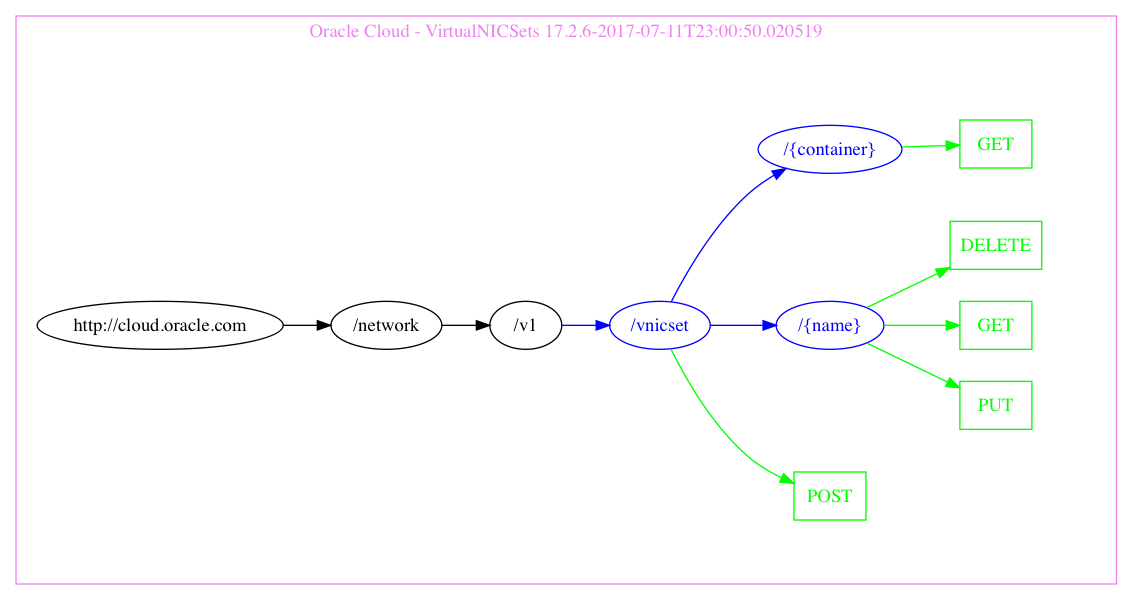 Oracle Cloud - VirtualNICSets 17.2.6-2017-07-11T23:00:50.020519
/{container}
GET
DELETE
http://cloud.oracle.com
/network
/v1
/vnicset
/{name}
GET
PUT
POST